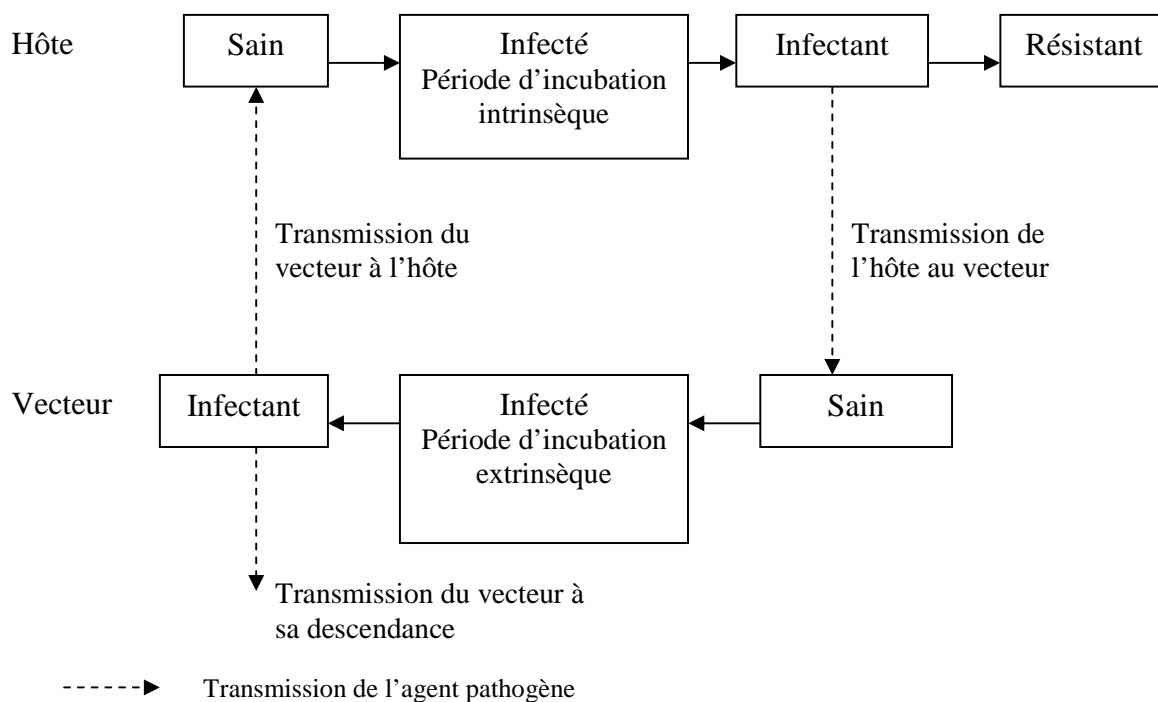 Hôte
Sain
Infecté
Période d'incubation
intrinsèque
Infectant
Résistant
Transmission du
vecteur à l'hôte
Transmission de
l'hôte au vecteur
Vecteur
Infectant
Infecté
Période d'incubation
extrinsèque
Sain
Transmission du vecteur à
sa descendance
Transmission de l'agent pathogène